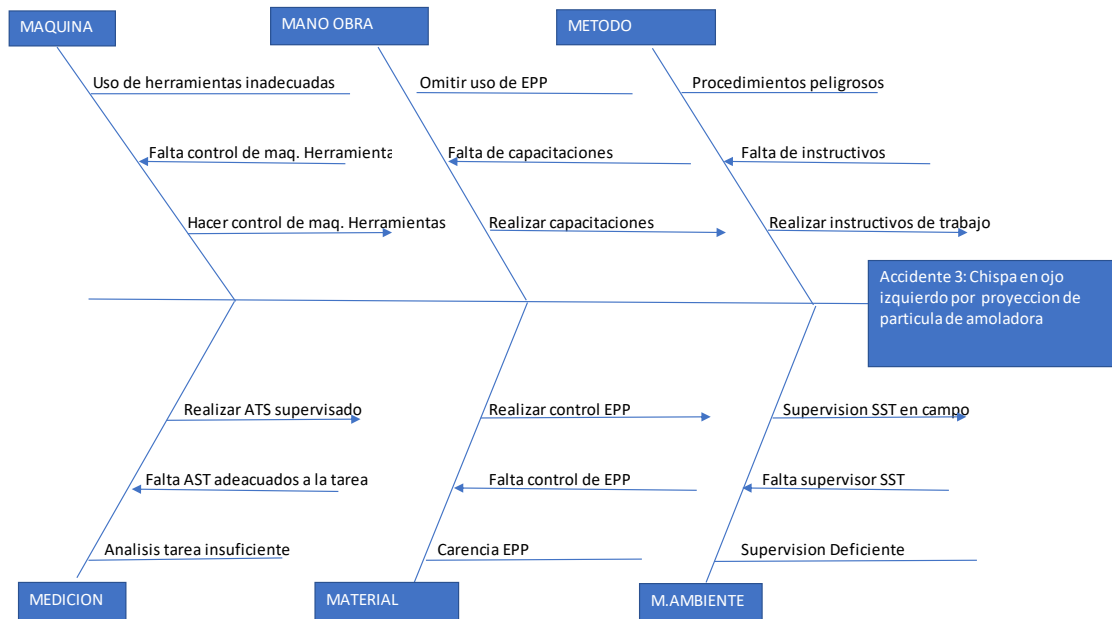 MAQUINA
MANO OBRA
METODO
Uso de herramientas inadecuadas
Omitir uso de EPP
Procedimientos peligrosos
Falta control de maq. Herramienta
Falta de capacitaciones
Falta de instructivos
Hacer control de maq. Herramientas
Realizar capacitaciones
Realizar instructivos de trabajo
Accidente 3: Chispa en ojo
izquierdo por proyeccion de
particula de amoladora
Realizar ATS supervisado
Realizar control EPP
Supervision SST en campo
Falta AST adeacuados a la tarea
Falta control de EPP
Falta supervisor SST
Analisis tarea insuficiente
Carencia EPP
Supervision Deficiente
MEDICION
MATERIAL
M.AMBIENTE